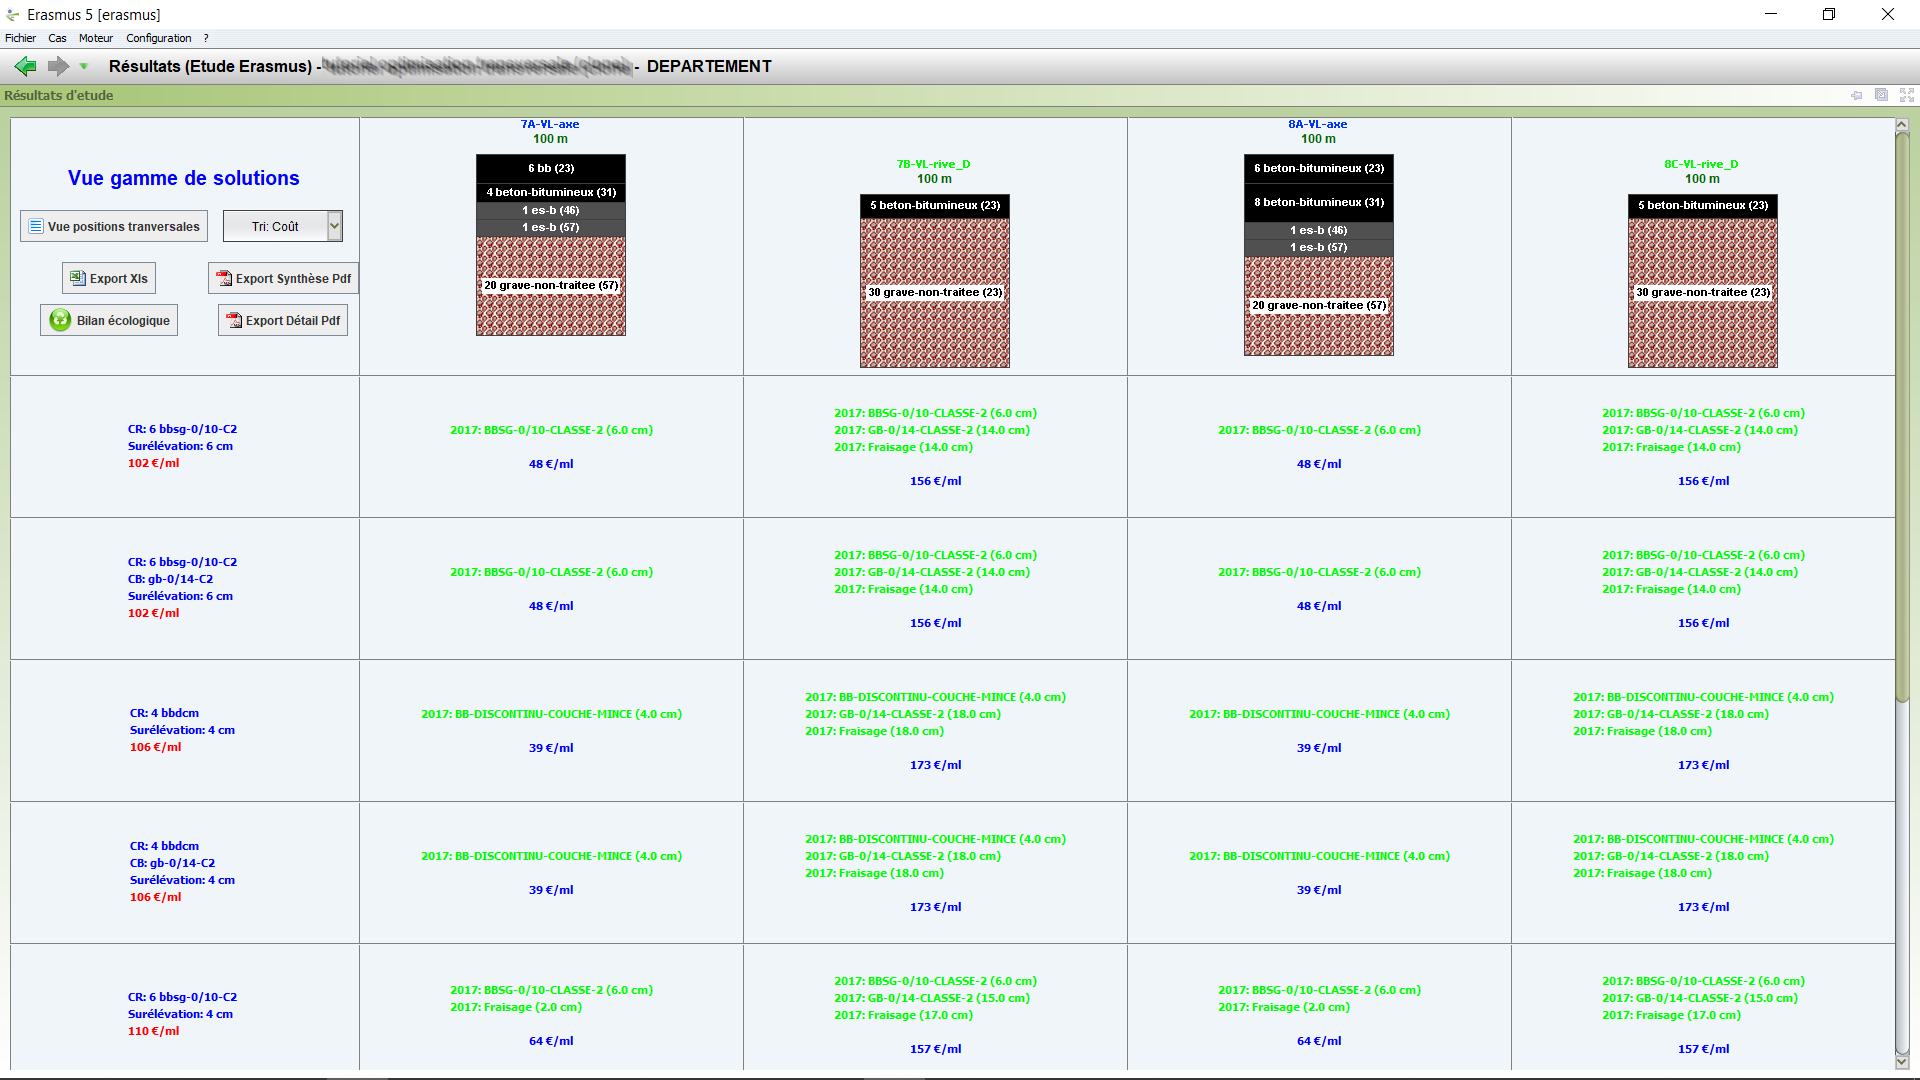 Erasmus 5 [erasmus]
Fichier Cas Moteur Configuration ?
Résultats (Etude Erasmus) - - DEPARTEMENT
Résultats d'etude
Vue gamme de solutions
Vue positions tranversales
Tri: Coût
Export Xls
Export Synthèse Pdf
Bilan écologique
Export Détail Pdf
7A-VL-axe
100 m
6 bb (23)
4 beton-bitumineux (31)
1 es-b (46)
1 es-b (57)
20 grave-non-traitee (57)
7B-VL-rive_D
100 m
5 beton-bitumineux (23)
30 grave-non-traitee (23)
8A-VL-axe
100 m
6 beton-bitumineux (23)
8 beton-bitumineux (31)
1 es-b (46)
1 es-b (57)
20 grave-non-traitee (57)
8C-VL-rive_D
100 m
5 beton-bitumineux (23)
30 grave-non-traitee (23)
CR: 6 bbsg-0/10-C2
Surélévation: 6 cm
102 €/ml
2017: BBSG-0/10-CLASSE-2 (6.0 cm)
48 €/ml
2017: BBSG-0/10-CLASSE-2 (6.0 cm)
2017: GB-0/14-CLASSE-2 (14.0 cm)
2017: Fraisage (14.0 cm)
156 €/ml
2017: BBSG-0/10-CLASSE-2 (6.0 cm)
48 €/ml
2017: BBSG-0/10-CLASSE-2 (6.0 cm)
2017: GB-0/14-CLASSE-2 (14.0 cm)
2017: Fraisage (14.0 cm)
156 €/ml
CR: 6 bbsg-0/10-C2
CB: gb-0/14-C2
Surélévation: 6 cm
102 €/ml
2017: BBSG-0/10-CLASSE-2 (6.0 cm)
48 €/ml
2017: BBSG-0/10-CLASSE-2 (6.0 cm)
2017: GB-0/14-CLASSE-2 (14.0 cm)
2017: Fraisage (14.0 cm)
156 €/ml
2017: BBSG-0/10-CLASSE-2 (6.0 cm)
48 €/ml
2017: BBSG-0/10-CLASSE-2 (6.0 cm)
2017: GB-0/14-CLASSE-2 (14.0 cm)
2017: Fraisage (14.0 cm)
156 €/ml
CR: 4 bbdcm
Surélévation: 4 cm
106 €/ml
2017: BB-DISCONTINU-COUCHE-MINCE (4.0 cm)
39 €/ml
2017: BB-DISCONTINU-COUCHE-MINCE (4.0 cm)
2017: GB-0/14-CLASSE-2 (18.0 cm)
2017: Fraisage (18.0 cm)
173 €/ml
2017: BB-DISCONTINU-COUCHE-MINCE (4.0 cm)
39 €/ml
2017: BB-DISCONTINU-COUCHE-MINCE (4.0 cm)
2017: GB-0/14-CLASSE-2 (18.0 cm)
2017: Fraisage (18.0 cm)
173 €/ml
CR: 4 bbdcm
CB: gb-0/14-C2
Surélévation: 4 cm
106 €/ml
2017: BB-DISCONTINU-COUCHE-MINCE (4.0 cm)
39 €/ml
2017: BB-DISCONTINU-COUCHE-MINCE (4.0 cm)
2017: GB-0/14-CLASSE-2 (18.0 cm)
2017: Fraisage (18.0 cm)
173 €/ml
2017: BB-DISCONTINU-COUCHE-MINCE (4.0 cm)
39 €/ml
2017: BB-DISCONTINU-COUCHE-MINCE (4.0 cm)
2017: GB-0/14-CLASSE-2 (18.0 cm)
2017: Fraisage (18.0 cm)
173 €/ml
CR: 6 bbsg-0/10-C2
Surélévation: 4 cm
110 €/ml
2017: BBSG-0/10-CLASSE-2 (6.0 cm)
2017: Fraisage (2.0 cm)
64 €/ml
2017: BBSG-0/10-CLASSE-2 (6.0 cm)
2017: GB-0/14-CLASSE-2 (15.0 cm)
2017: Fraisage (17.0 cm)
157 €/ml
2017: BBSG-0/10-CLASSE-2 (6.0 cm)
2017: Fraisage (2.0 cm)
64 €/ml
2017: BBSG-0/10-CLASSE-2 (6.0 cm)
2017: GB-0/14-CLASSE-2 (15.0 cm)
2017: Fraisage (17.0 cm)
157 €/ml